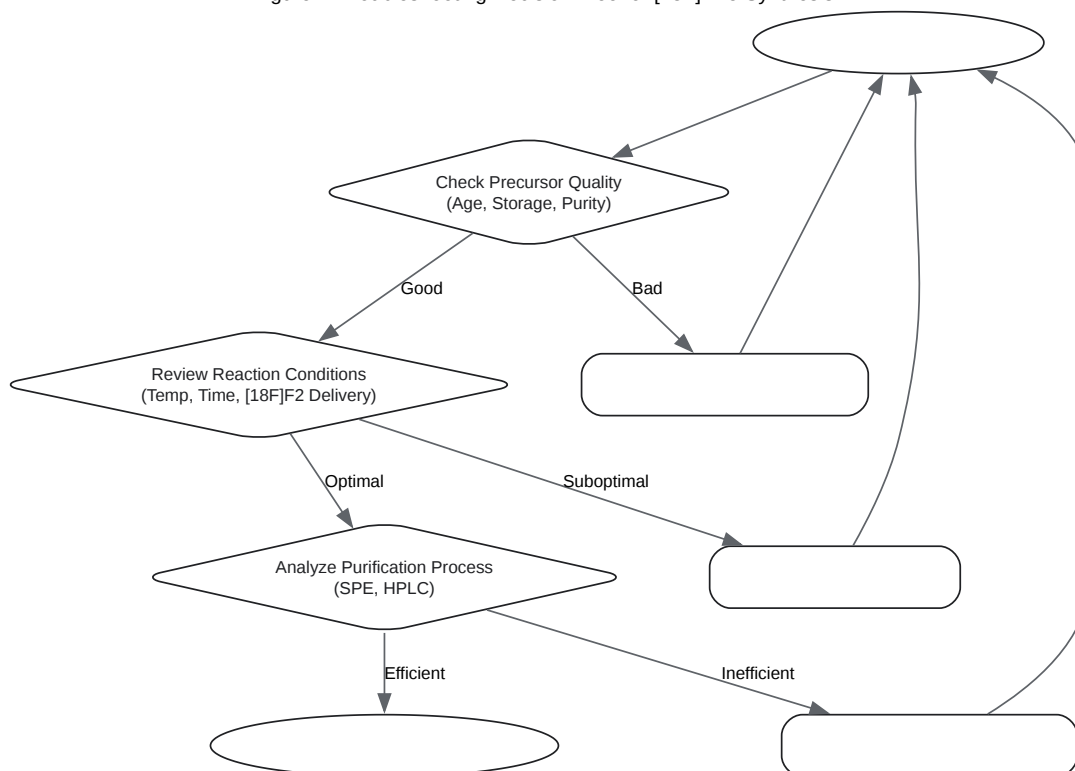 Check Precursor Quality
(Age, Storage, Purity)
Good
Bad
Review Reaction Conditions
(Temp, Time, [18F]F2 Delivery)
Optimal
Suboptimal
Analyze Purification Process
(SPE, HPLC)
Efficient
Inefficient